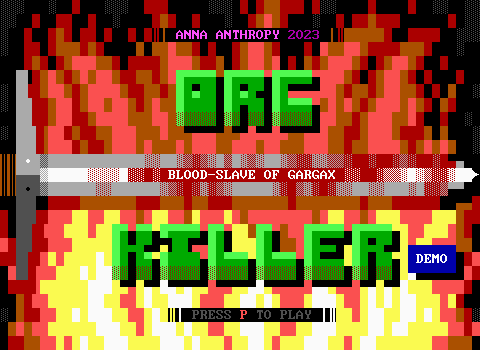 ANNA ANTHROPY 2023
ORC
BLOOD-SLAVE OF GARGAX
KILLER
DEMO
PRESS P TO PLAY